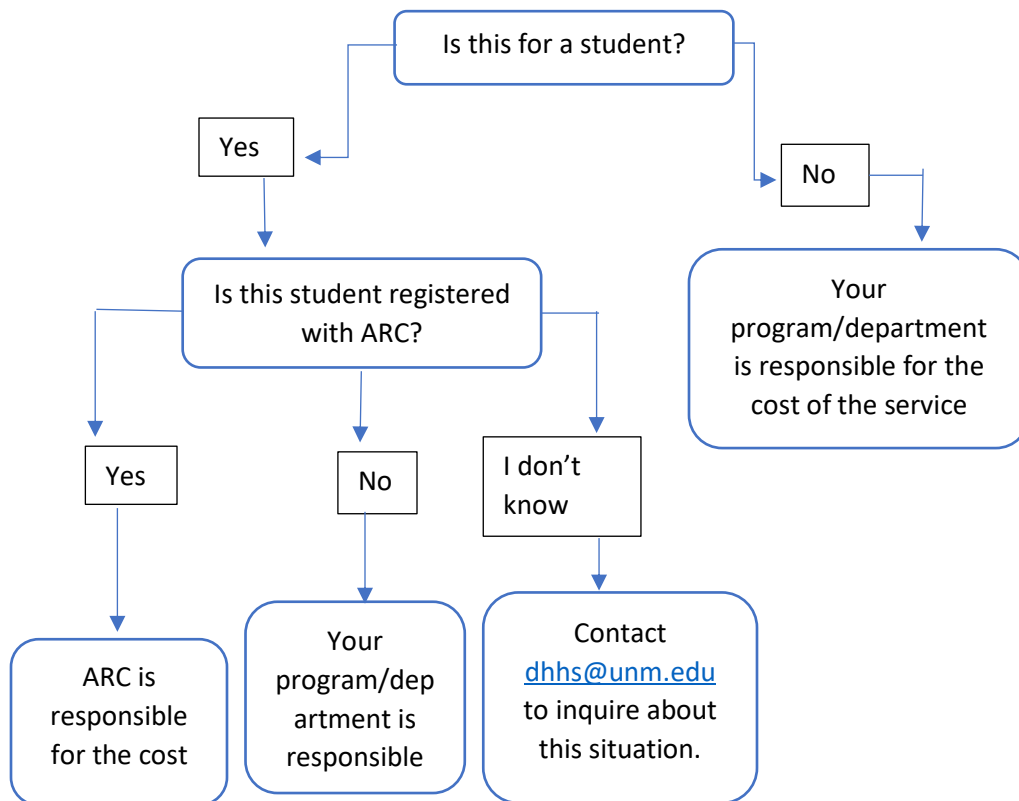 Is this for a student?
Yes
No
Is this student registered
with ARC?
Your
program/department
is responsible for the
cost of the service
Yes
No
I don’t
know
ARC is
responsible
for the cost
Your
program/dep
artment is
responsible
Contact
dhhs@unm.edu
to inquire about
this situation.